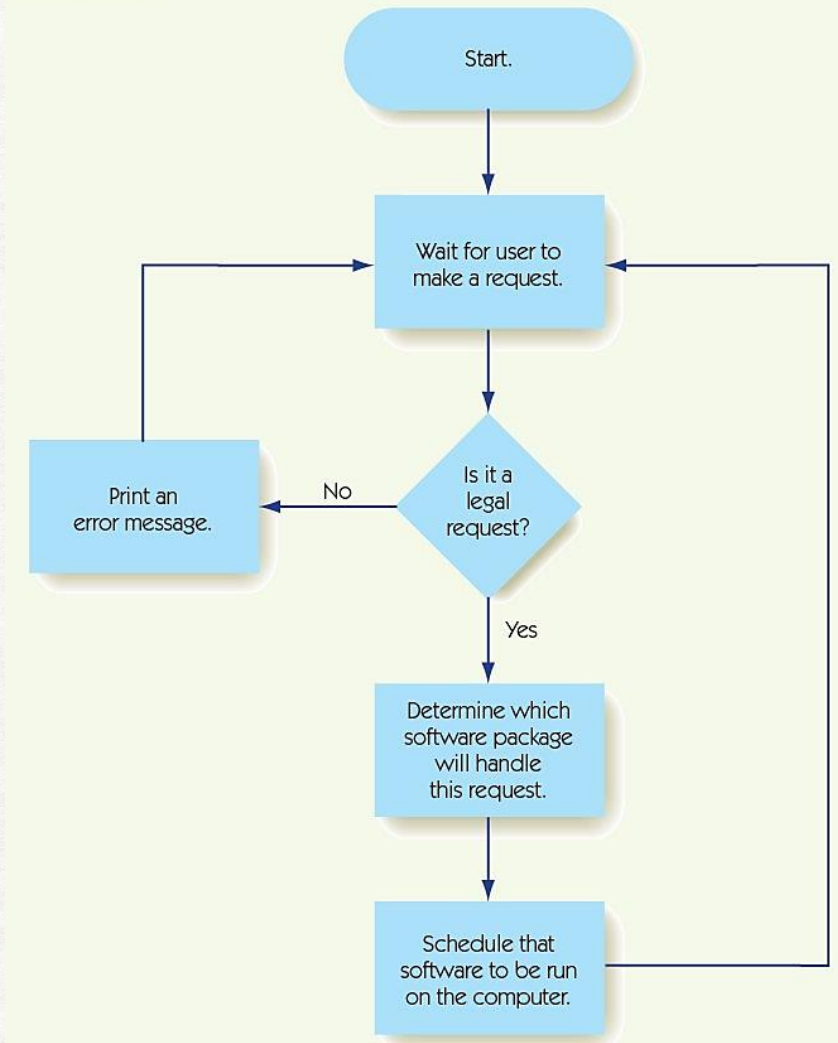 Start.
Wait for user to
make a request.
Is it a
legal
request?
No
Print an
error message.
Yes
Determine which
software package
will handle
this request.
Schedule that
software to be run
on the computer.